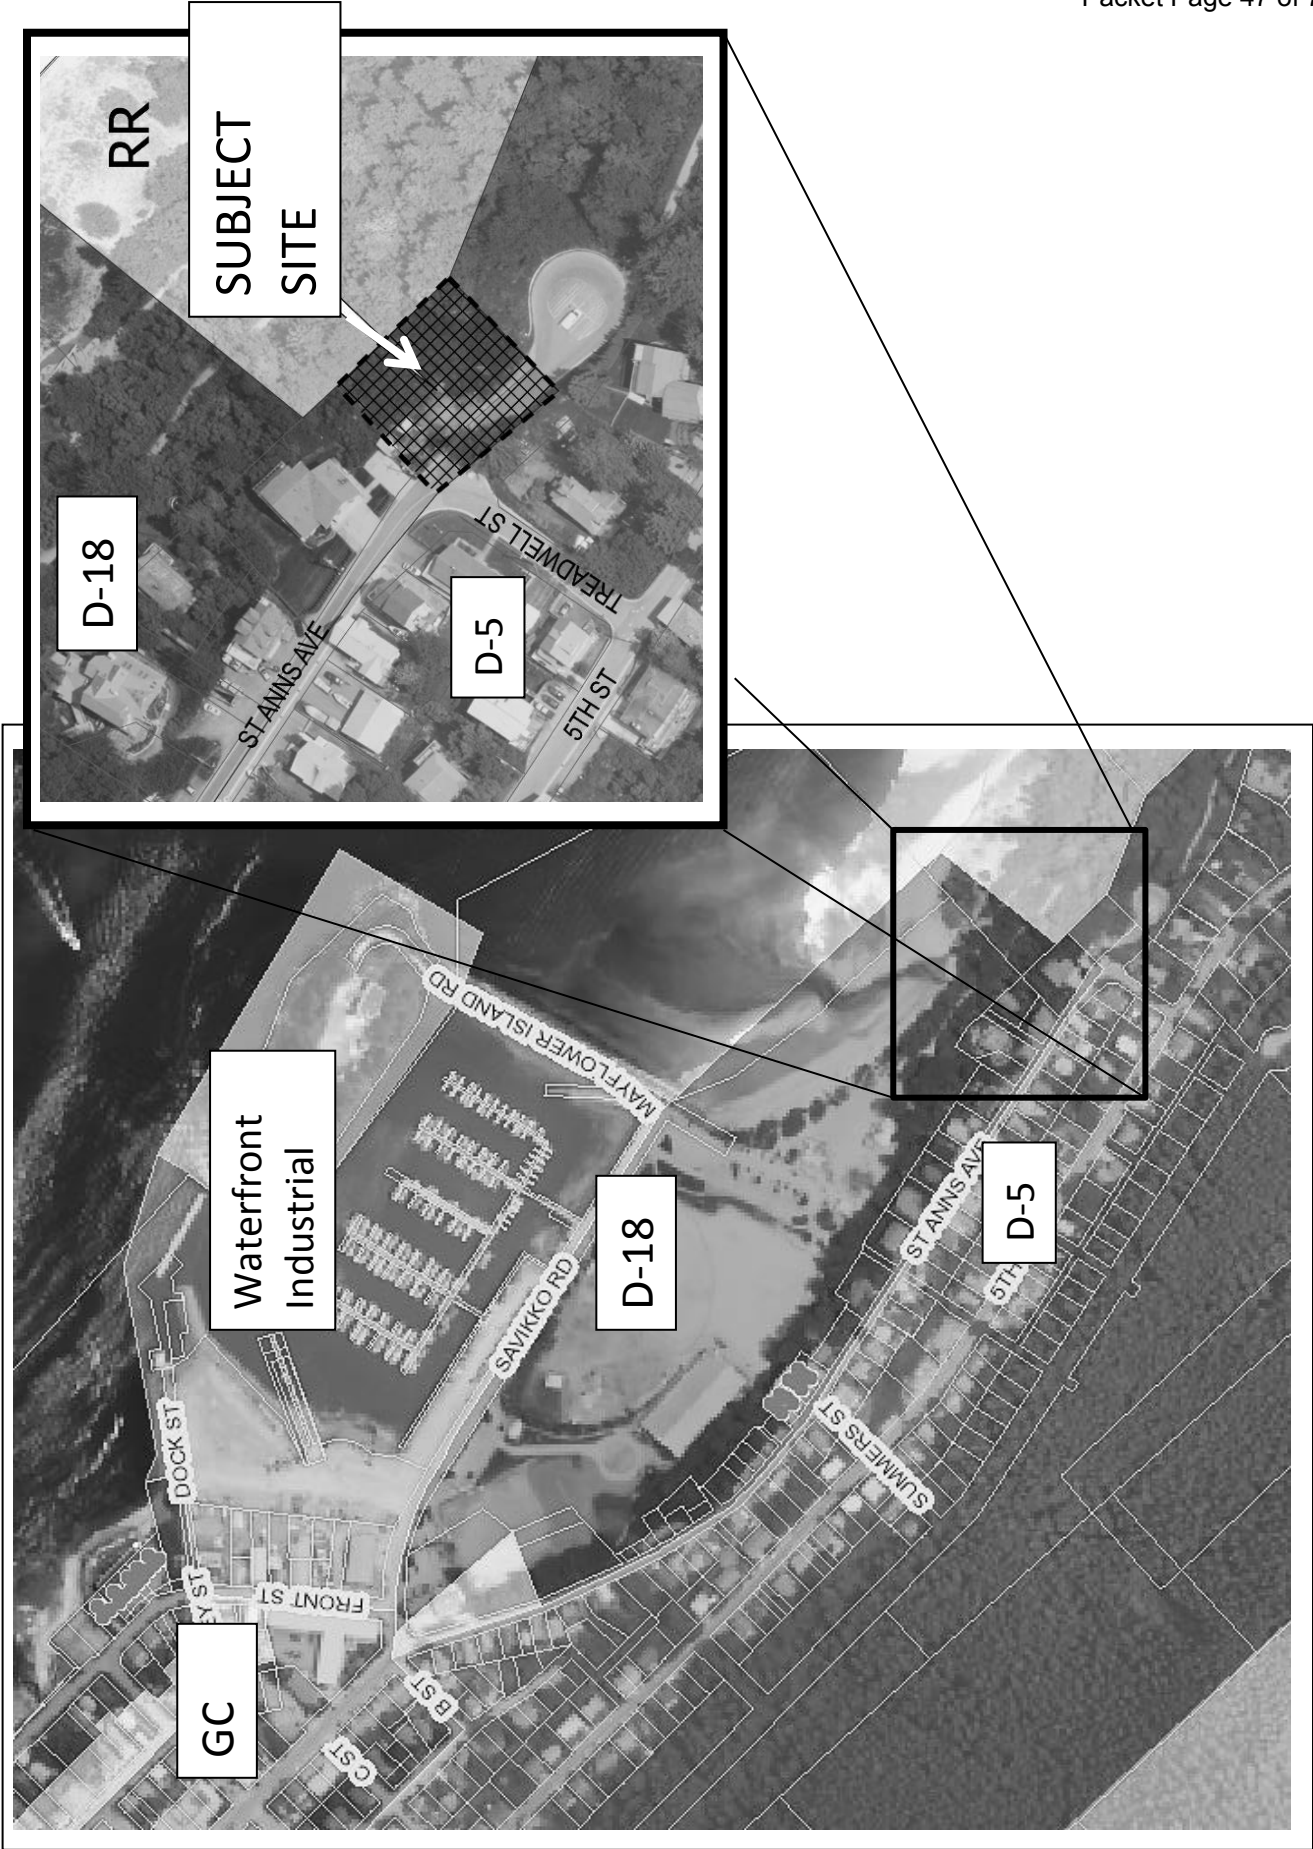 Packet Page 47 of
RR
SUBJECT
SITE
D-18
ST ANNS AVE
TREADWELL ST
D-5
5TH ST
Waterfront
Industrial
MAYFLOWER ISLAND RD
D-18
SAVIKKO RD
DOCK ST
FRONT ST
GC
B ST
C ST
SUMMERS ST
ST ANNS AVE
5TH
D-5